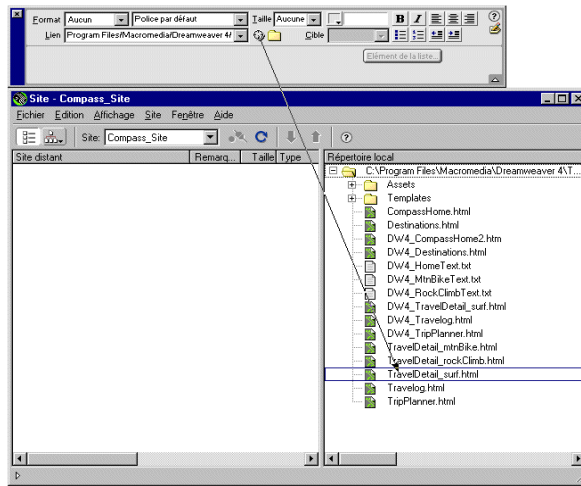 Format Aucun Police par défaut Taille Aucune B I
Lien Program Files/Macromedia/Dreamweaver 4/ Cible
Elément de la liste...
Site - Compass_Site
Fichier Edition Affichage Site Fenêtre Aide
Site: Compass_Site
Site distant Remarq... Taille Type Répertoire local
C:\Program Files\Macromedia\Dreamweaver 4\T...
Assets
Templates
CompassHome.html
Destinations.html
DW4_CompassHome2.htm
DW4_Destinations.html
DW4_HomeText.txt
DW4_MtnBikeText.txt
DW4_RockClimbText.txt
DW4_TravelDetail_surf.html
DW4_Travelog.html
DW4_TripPlanner.html
TravelDetail_mtnBike.html
TravelDetail_rockClimb.html
TravelDetail_surf.html
Travelog.html
TripPlanner.html